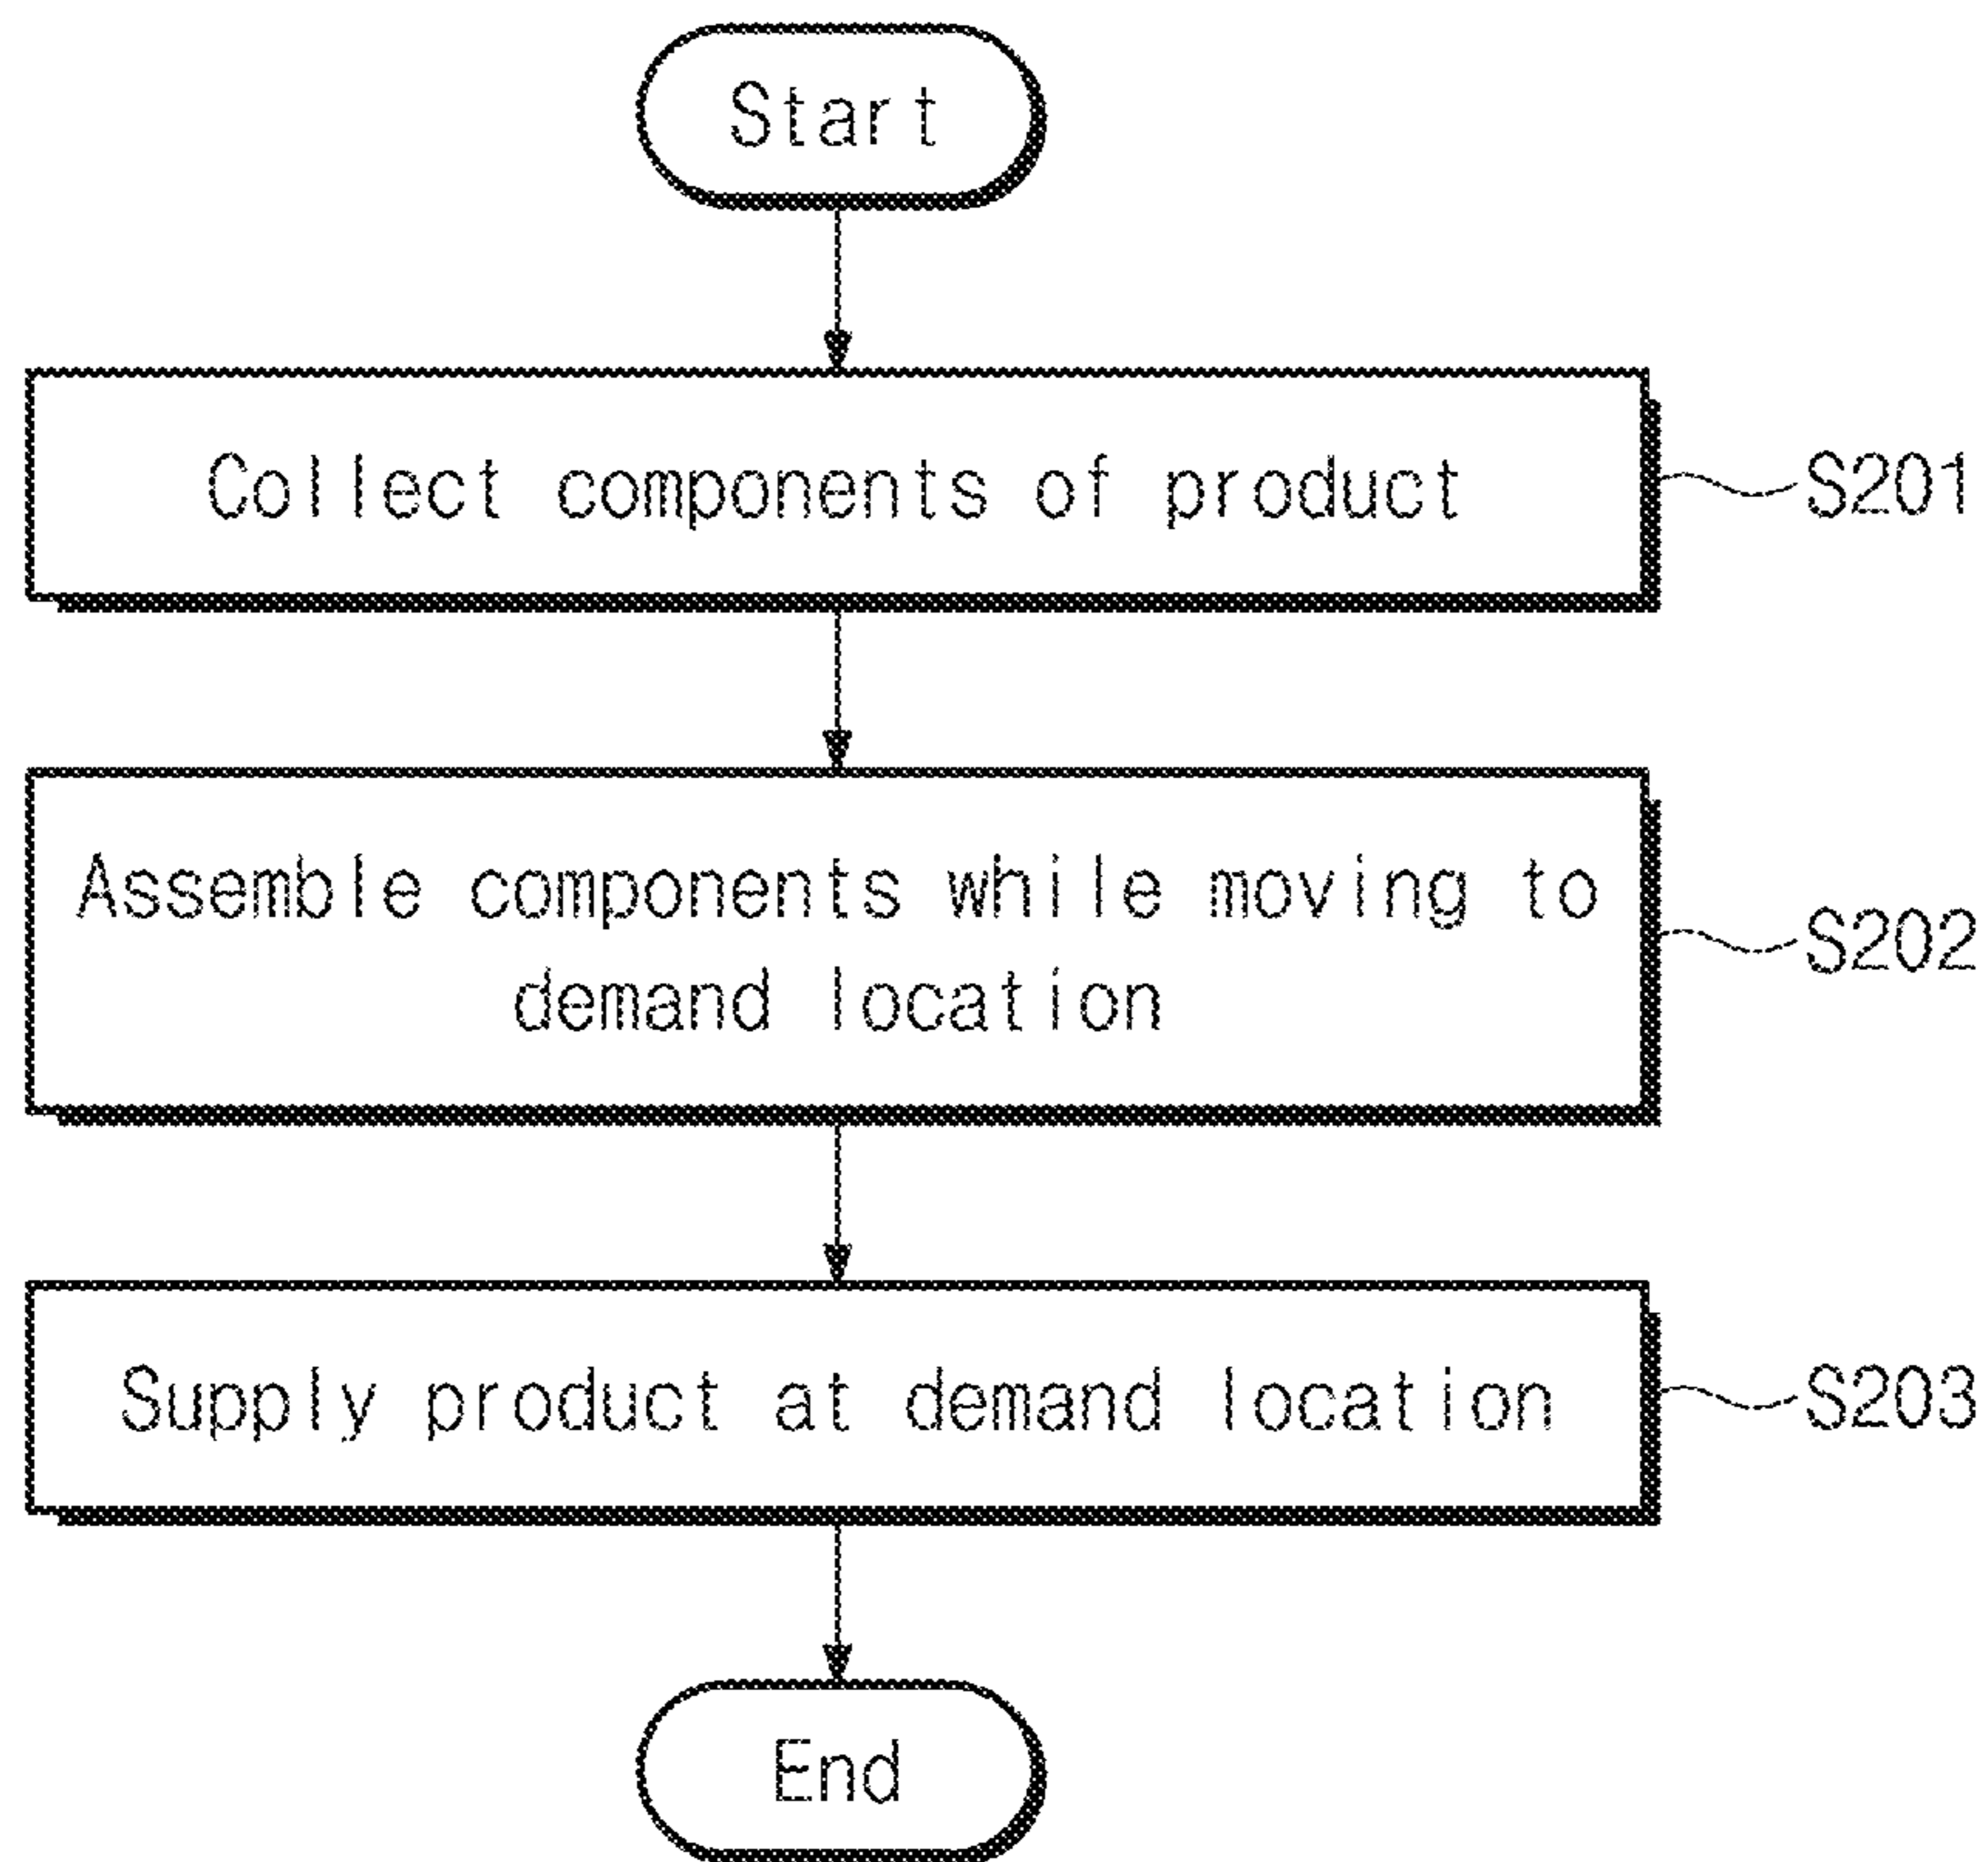 Start
Collect components of product
S201
Assemble components while moving to
demand location
S202
Supply product at demand location
S203
End